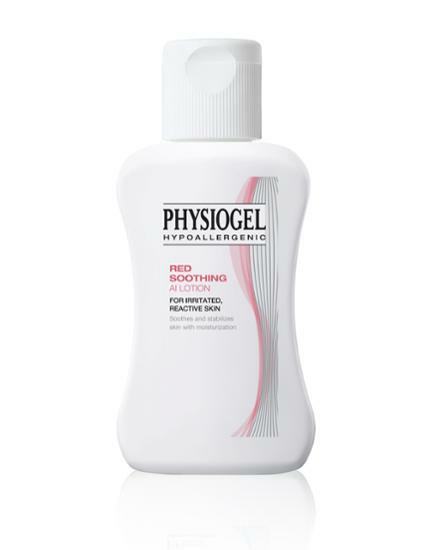 PHYSIOGEL
HYPOALLERGENIC
RED
SOOTHING
AI LOTION
FOR IRRITATED,
REACTIVE SKIN
Soothes and stabilizes
skin with moisturization